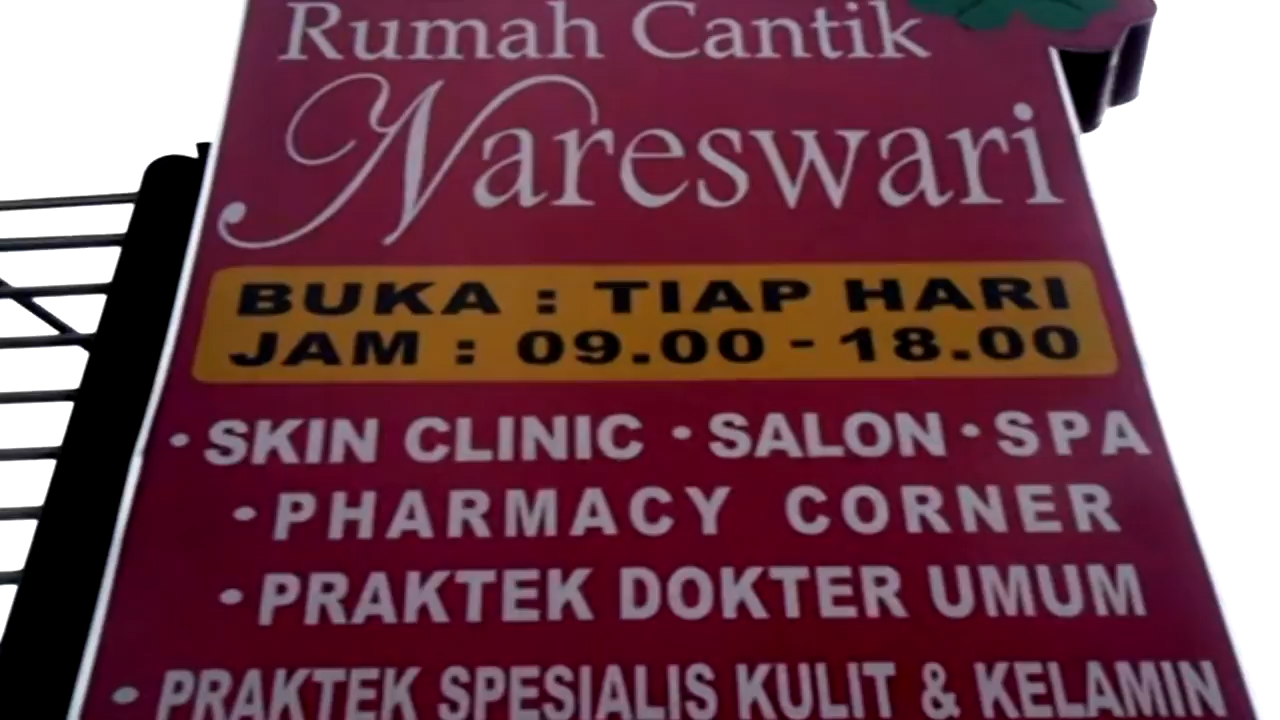 Rumah Cantik
Nareswari
BUKA : TIAP HARI
JAM : 09.00 - 18.00
• SKIN CLINIC • SALON • SPA
• PHARMACY CORNER
• PRAKTEK DOKTER UMUM
• PRAKTEK SPESIALIS KULIT & KELAMIN